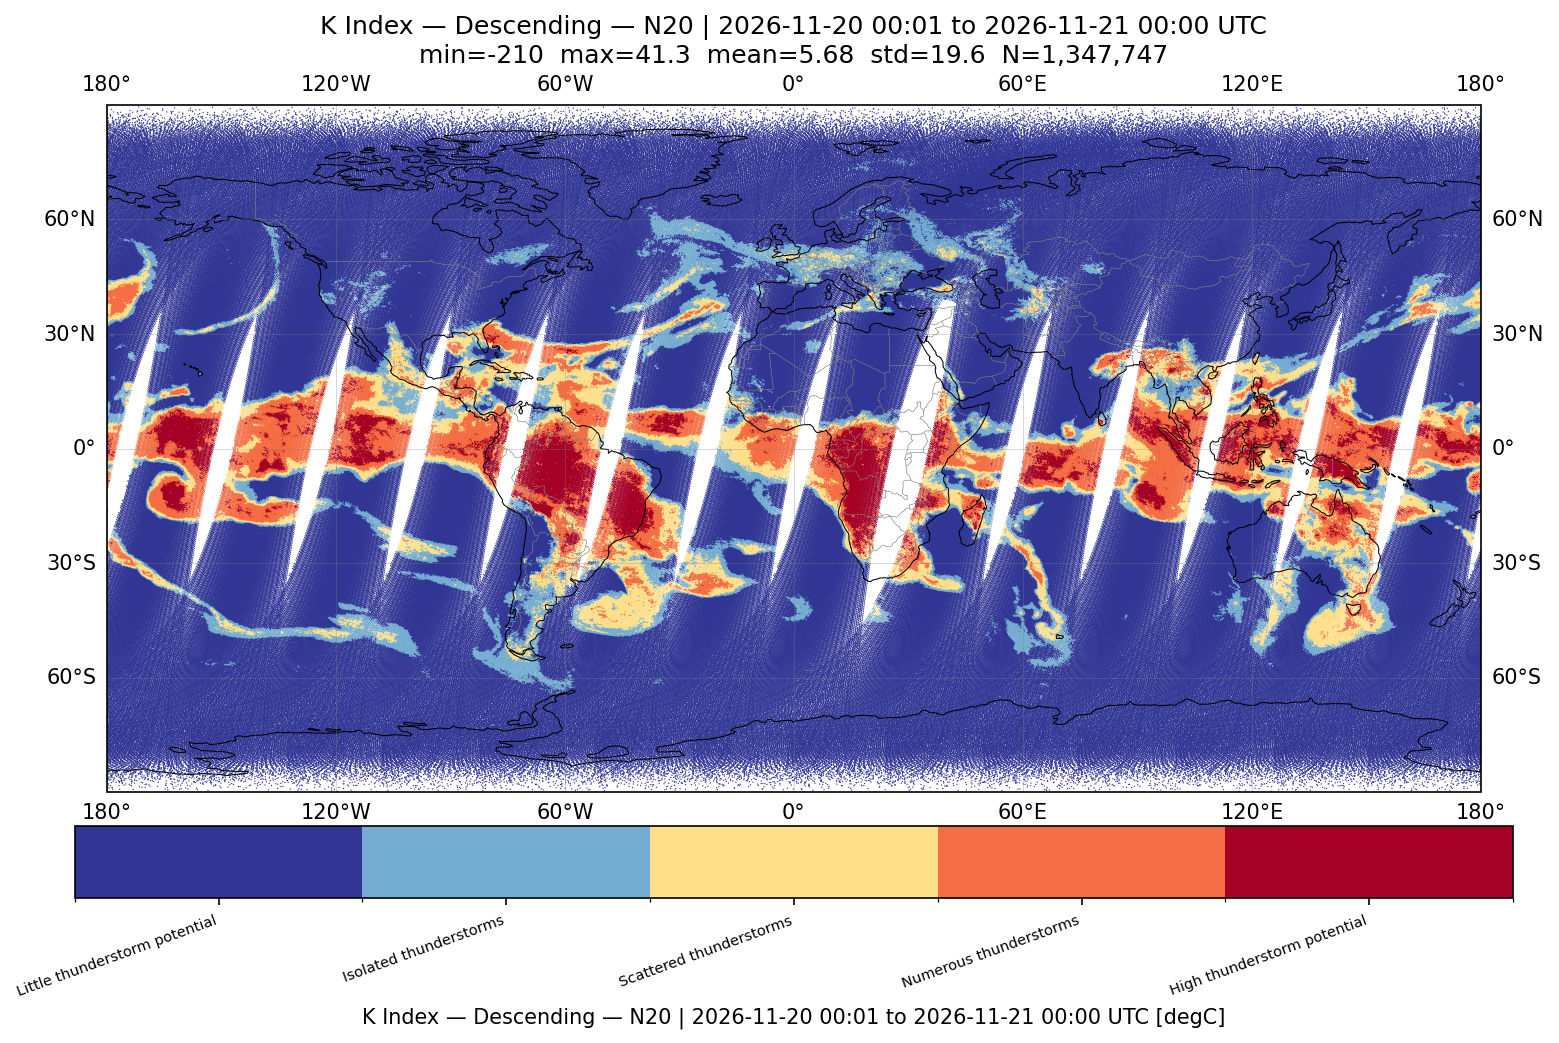 K Index — Descending — N20 | 2026-11-20 00:01 to 2026-11-21 00:00 UTC
min=-210 max=41.3 mean=5.68 std=19.6 N=1,347,747
180° 120°W 60°W 0° 60°E 120°E 180°
60°N 60°N
30°N 30°N
0° 0°
30°S 30°S
60°S 60°S
180° 120°W 60°W 0° 60°E 120°E 180°
Little thunderstorm potential
Isolated thunderstorms
Scattered thunderstorms
Numerous thunderstorms
High thunderstorm potential
K Index — Descending — N20 | 2026-11-20 00:01 to 2026-11-21 00:00 UTC [degC]